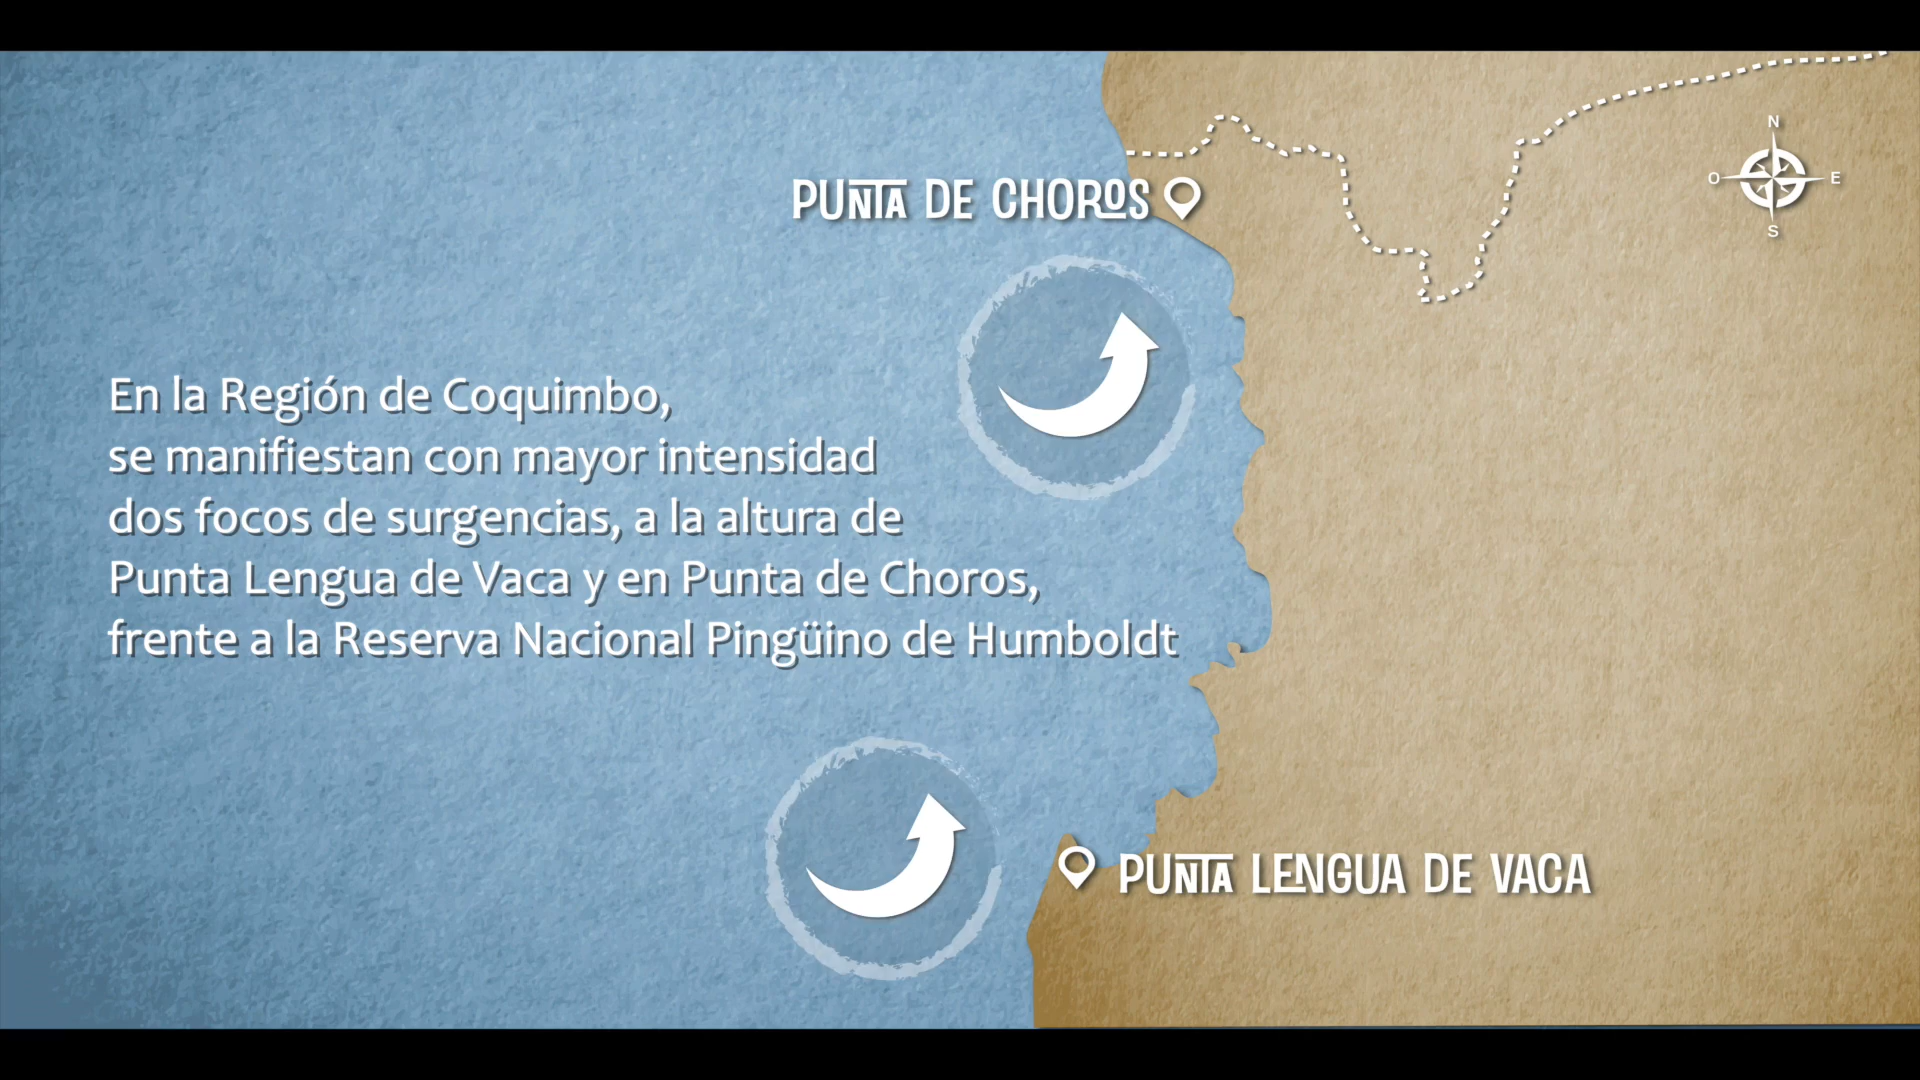 N
O E
S
PUNTA DE CHOROS
En la Región de Coquimbo,
se manifiestan con mayor intensidad
dos focos de surgencias, a la altura de
Punta Lengua de Vaca y en Punta de Choros,
frente a la Reserva Nacional Pingüino de Humboldt
PUNTA LENGUA DE VACA